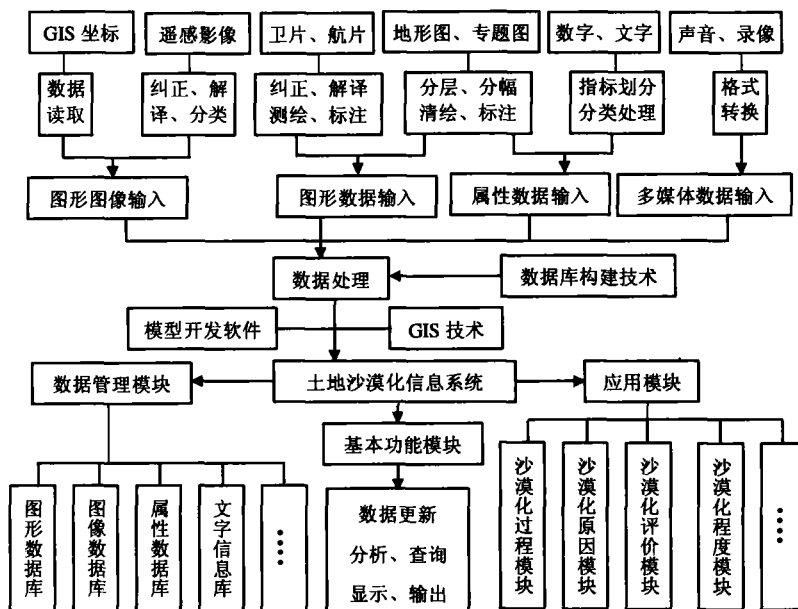 GIS 坐标
遥感影像
卫片、航片
地形图、专题图
数字、文字
声音、录像
数据
读取
纠正、解
译、分类
纠正、解译
测绘、标注
分层、分幅
清绘、标注
指标划分
分类处理
格式
转换
图形图像输入
图形数据输入
属性数据输入
多媒体数据输入
数据处理
数据库构建技术
模型开发软件
GIS 技术
数据管理模块
土地沙漠化信息系统
应用模块
基本功能模块
图形数据库
图像数据库
属性数据库
文字信息库
⋮
数据更新
分析、查询
显示、输出
沙漠化过程模块
沙漠化原因模块
沙漠化评价模块
沙漠化程度模块
⋮